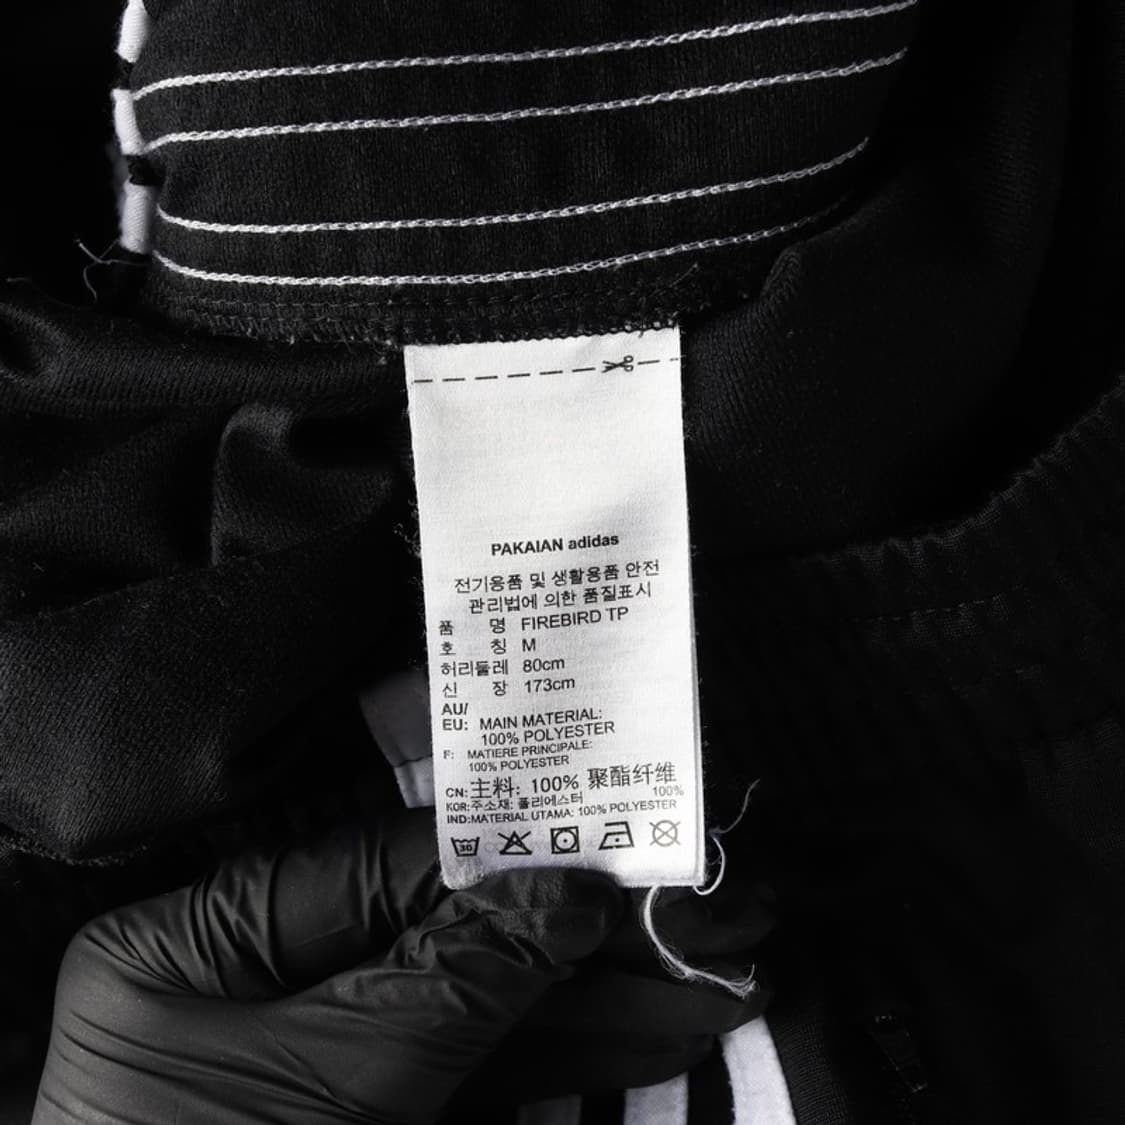 PAKAIAN adidas
전기용품 및 생활용품 안전
관리법에 의한 품질표시
품 명 FIREBIRD TP
호 칭 M
허리둘레 80cm
신 장 173cm
AU/
EU: MAIN MATERIAL:
100% POLYESTER
F: MATIERE PRINCIPALE:
100% POLYESTER
CN: 主料: 100% 聚酯纤维
KOR:주소재: 폴리에스터 100%
IND:MATERIAL UTAMA: 100% POLYESTER
30